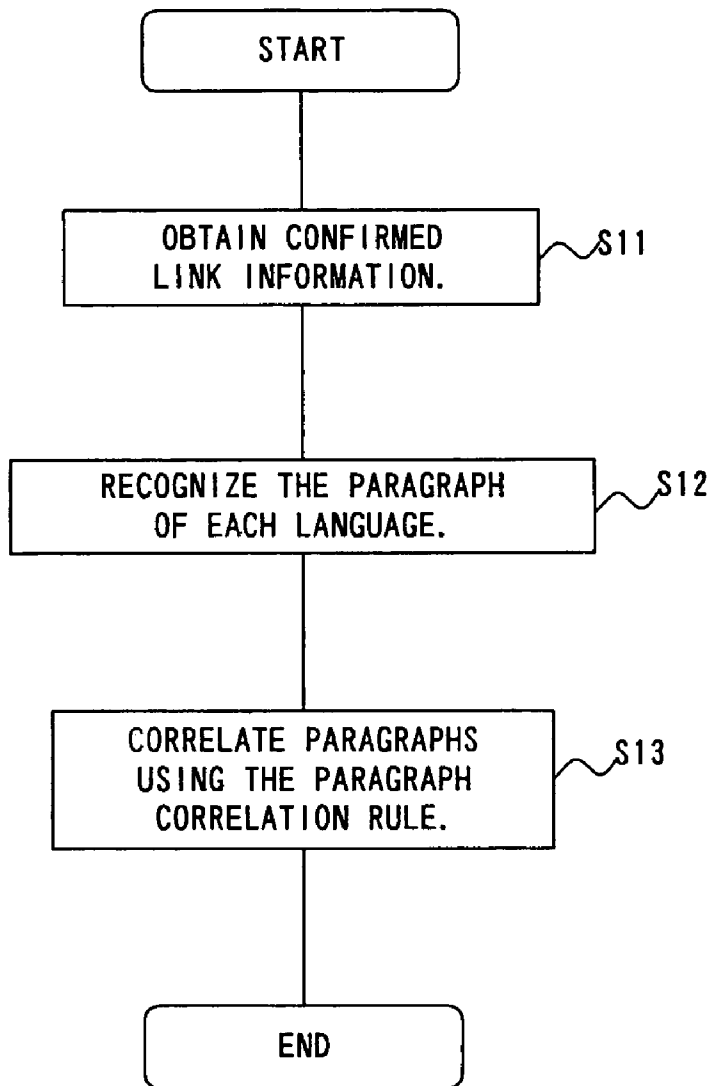 START
OBTAIN CONFIRMED
LINK INFORMATION.
S11
RECOGNIZE THE PARAGRAPH
OF EACH LANGUAGE.
S12
CORRELATE PARAGRAPHS
USING THE PARAGRAPH
CORRELATION RULE.
S13
END